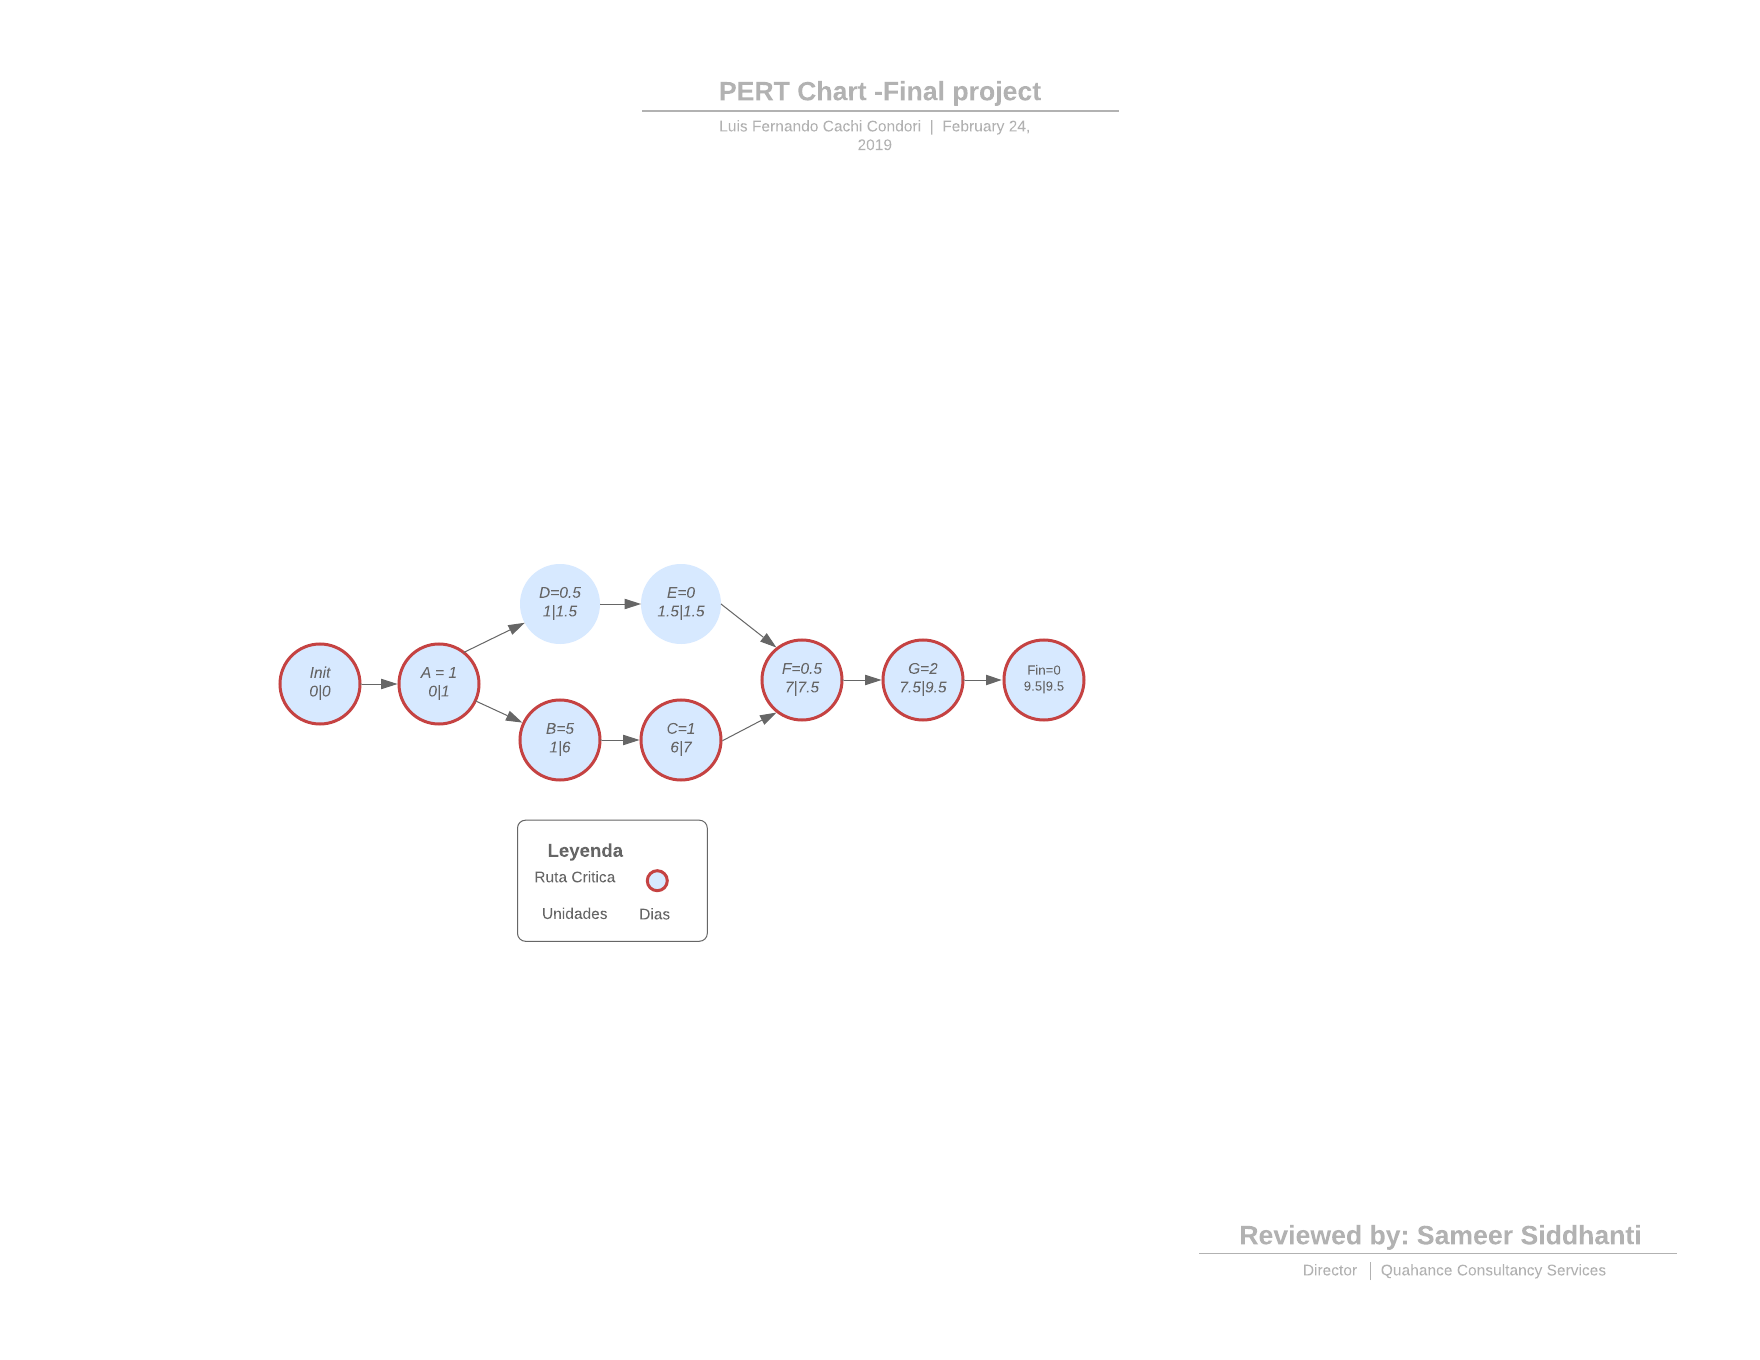 PERT Chart -Final project
Luis Fernando Cachi Condori | February 24,
2019
D=0.5
1|1.5
E=0
1.5|1.5
Init
0|0
A = 1
0|1
F=0.5
7|7.5
G=2
7.5|9.5
Fin=0
9.5|9.5
B=5
1|6
C=1
6|7
Leyenda
Ruta Critica
Unidades Dias
Reviewed by: Sameer Siddhanti
Director | Quahance Consultancy Services